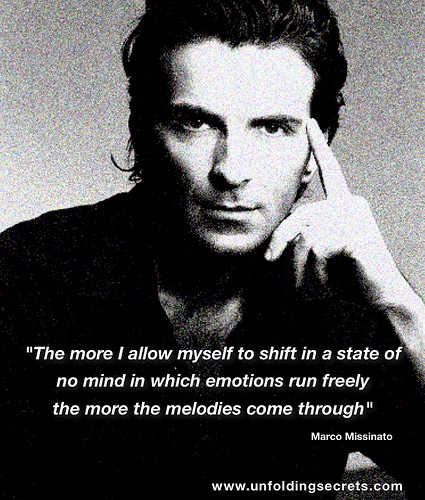 "The more I allow myself to shift in a state of
no mind in which emotions run freely
the more the melodies come through"
Marco Missinato
www.unfoldingsecrets.com